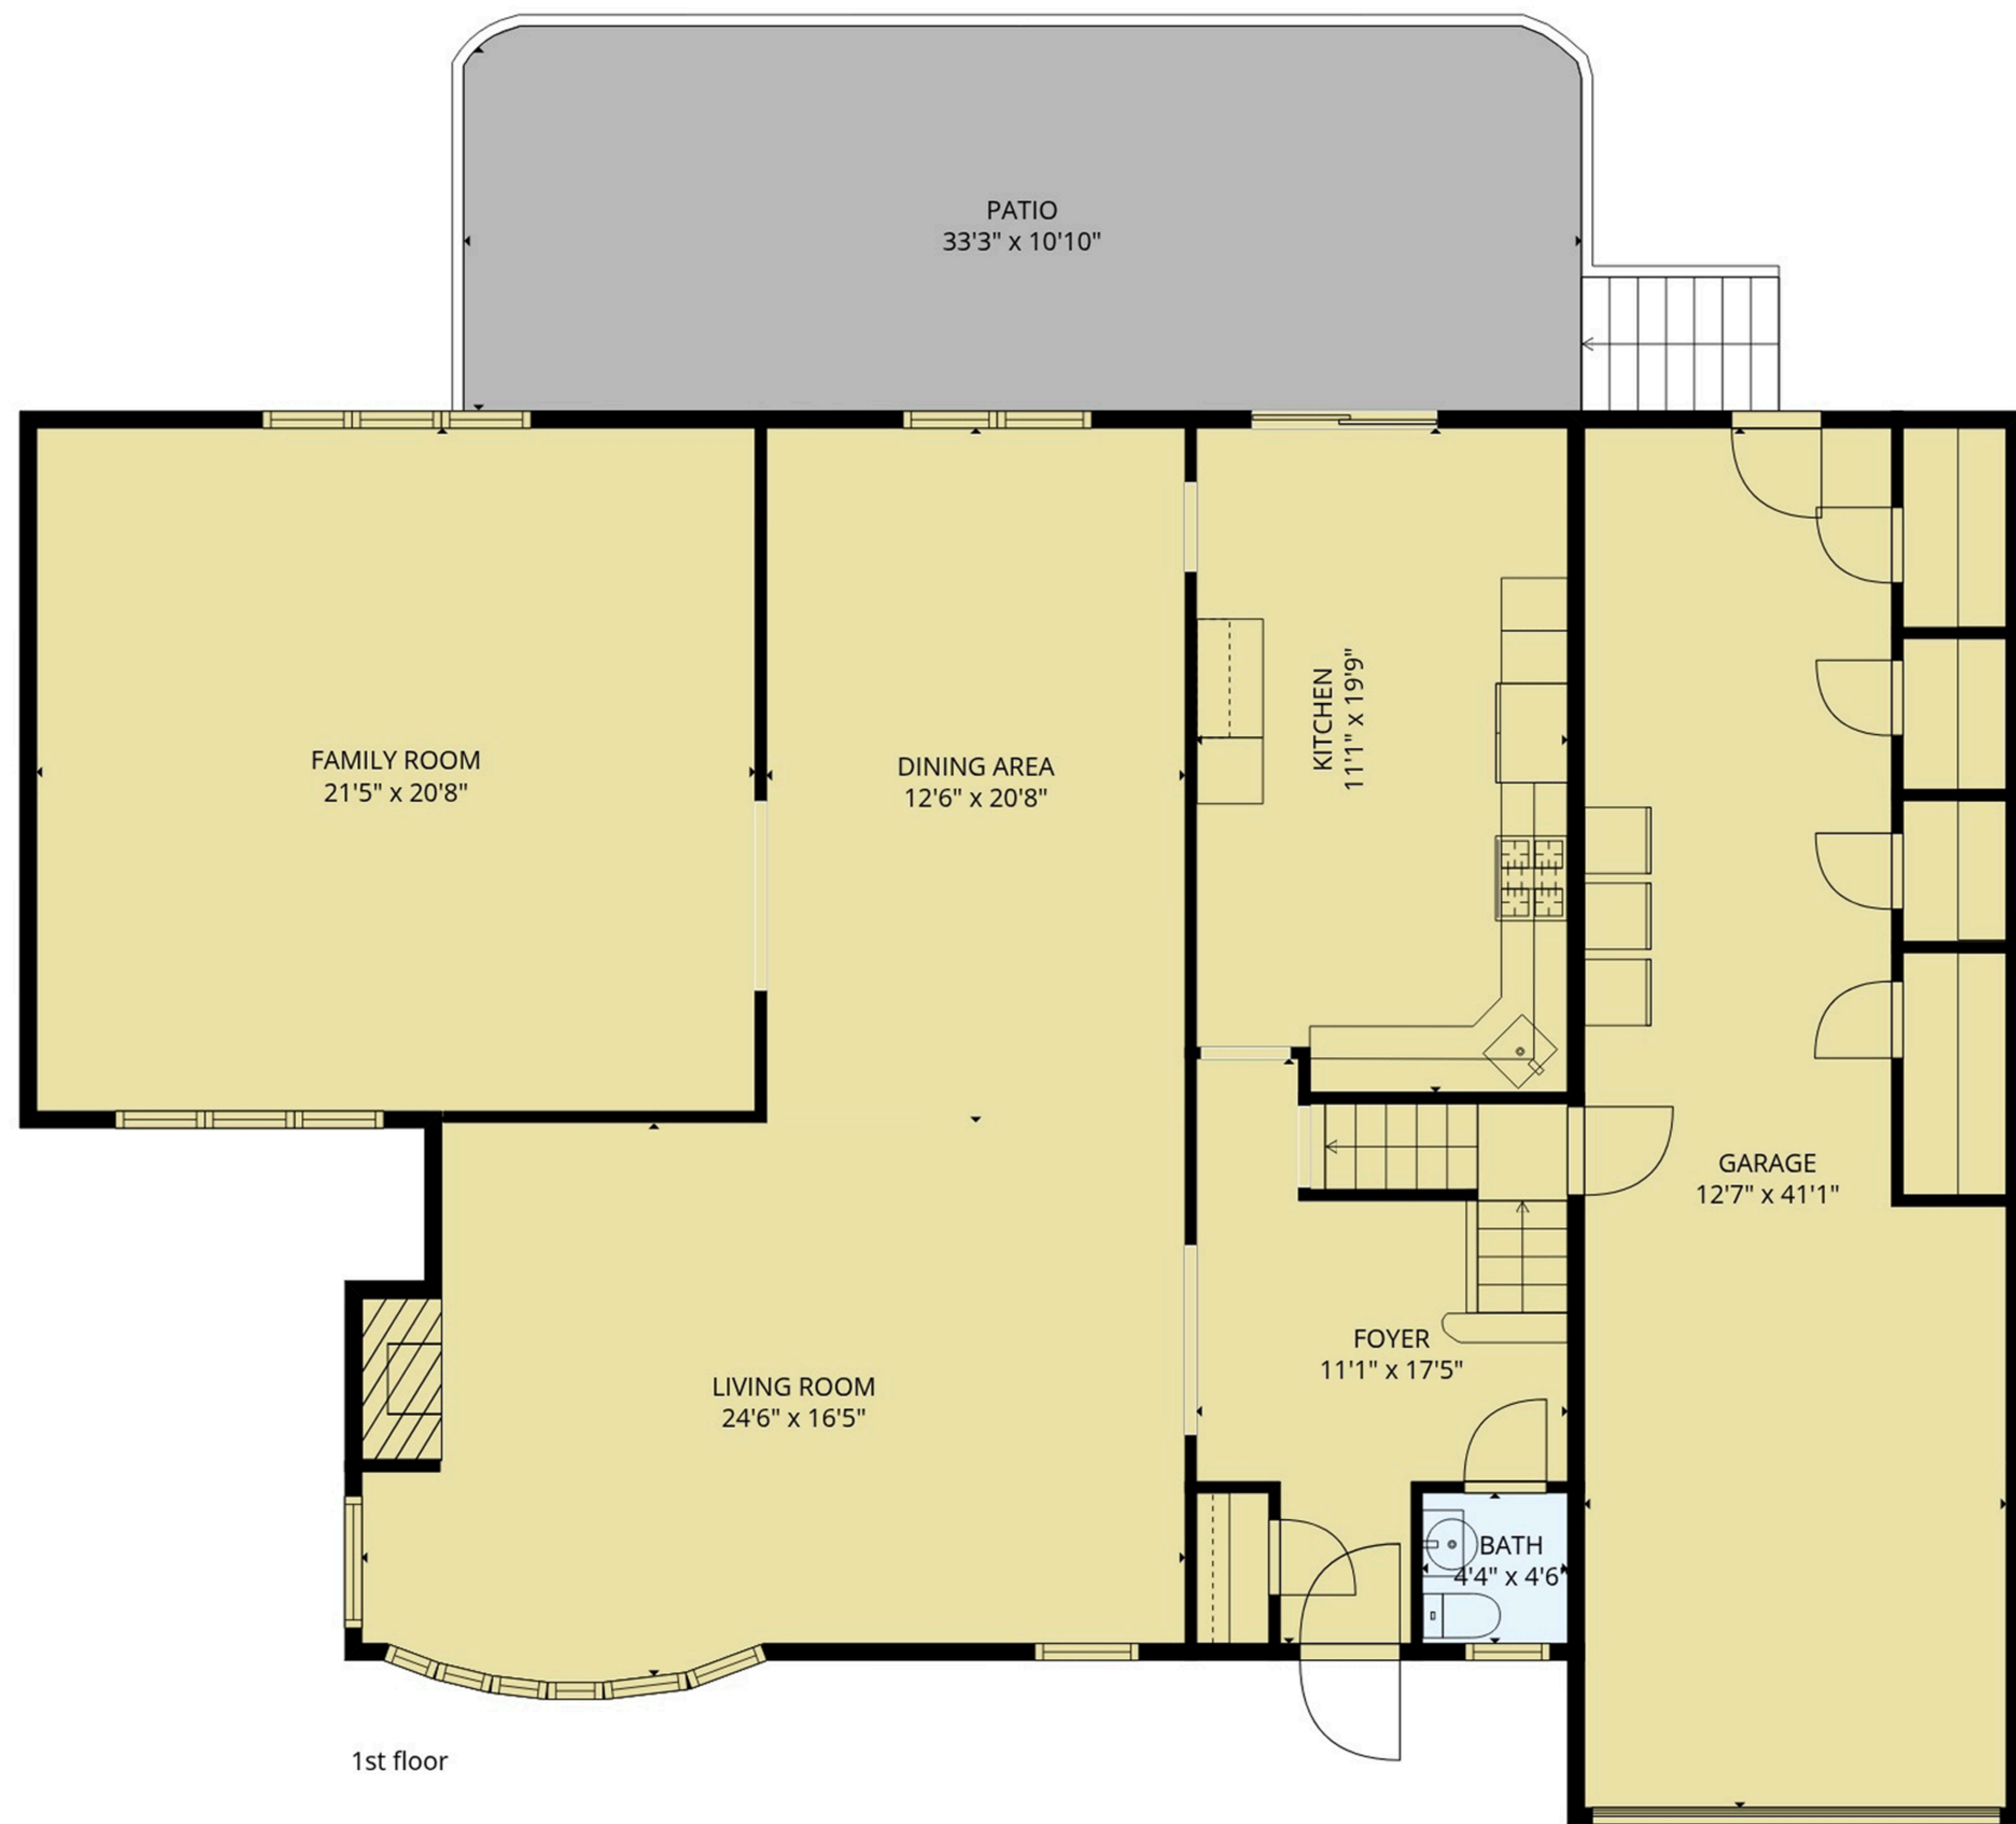 PATIO
33'3" x 10'10"
FAMILY ROOM
21'5" x 20'8"
DINING AREA
12'6" x 20'8"
KITCHEN
11'1" x 19'9"
GARAGE
12'7" x 41'1"
FOYER
11'1" x 17'5"
LIVING ROOM
24'6" x 16'5"
BATH
4'4" x 4'6"
1st floor